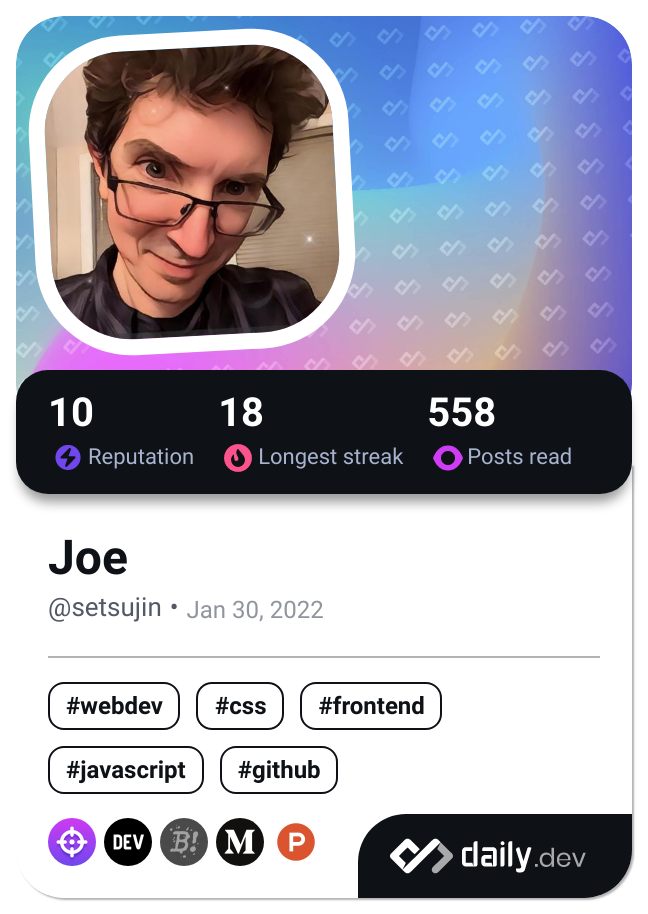 10 18 558
Reputation Longest streak Posts read
Joe
@setsujin • Jan 30, 2022
#webdev #css #frontend
#javascript #github
DEV B! M P
daily.dev